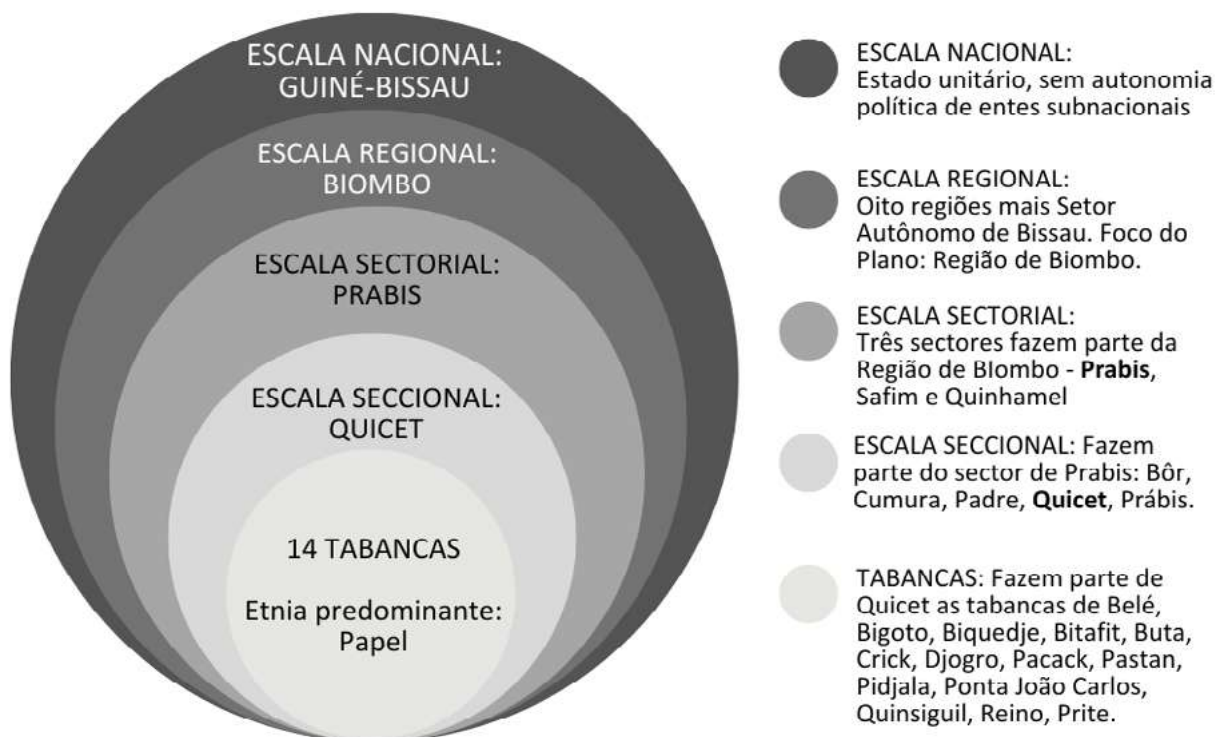 ESCALA NACIONAL:
GUINÉ-BISSAU
ESCALA REGIONAL:
BIOMBO
ESCALA SECTORIAL:
PRABIS
ESCALA SECCIONAL:
QUICET
14 TABANCAS
Etnia predominante:
Papel
ESCALA NACIONAL:
Estado unitário, sem autonomia
política de entes subnacionais
ESCALA REGIONAL:
Oito regiões mais Setor
Autônomo de Bissau. Foco do
Plano: Região de Biombo.
ESCALA SECTORIAL:
Três sectores fazem parte da
Região de BIombo - Prabis,
Safim e Quinhamel
ESCALA SECCIONAL: Fazem
parte do sector de Prabis: Bôr,
Cumura, Padre, Quicet, Prábis.
TABANCAS: Fazem parte de
Quicet as tabancas de Belé,
Bigoto, Biquedje, Bitafit, Buta,
Crick, Djogro, Pacack, Pastan,
Pidjala, Ponta João Carlos,
Quinsiguil, Reino, Prite.